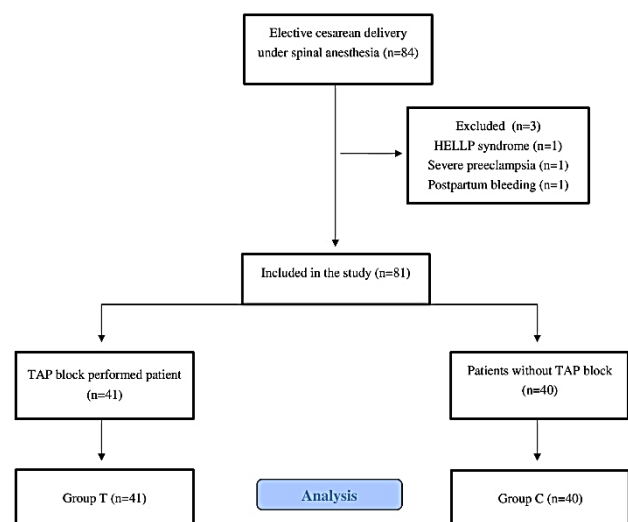 Elective cesarean delivery
under spinal anesthesia (n=84)
Excluded (n=3)
HELLP syndrome (n=1)
Severe preeclampsia (n=1)
Postpartum bleeding (n=1)
Included in the study (n=81)
TAP block performed patient
(n=41)
Patients without TAP block
(n=40)
Group T (n=41)
Analysis
Group C (n=40)